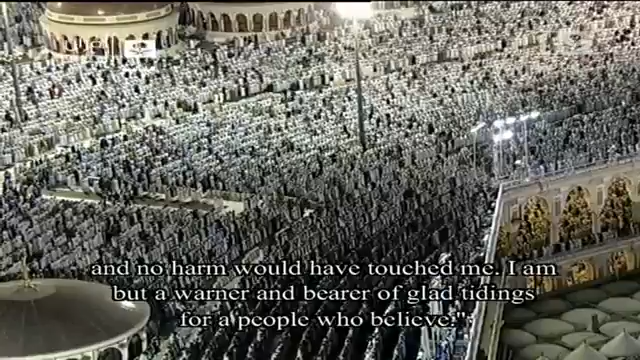 and no harm would have touched me. I am
but a warner and bearer of glad tidings
for a people who believe."